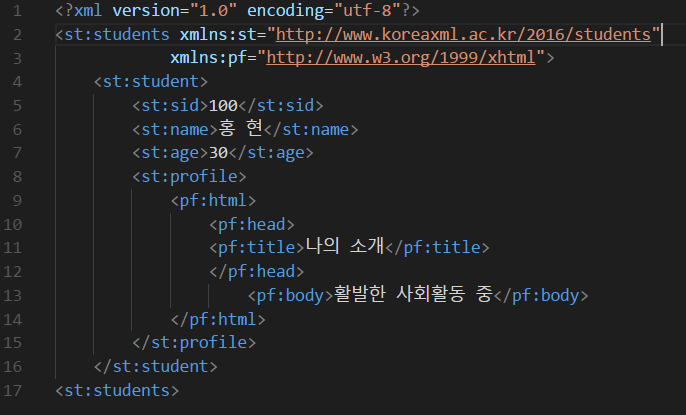 1 <?xml version="1.0" encoding="utf-8"?>
2 <st:students xmlns:st="http://www.koreaxml.ac.kr/2016/students"
3 xmlns:pf="http://www.w3.org/1999/xhtml">
4 <st:student>
5 <st:sid>100</st:sid>
6 <st:name>홍 현</st:name>
7 <st:age>30</st:age>
8 <st:profile>
9 <pf:html>
10 <pf:head>
11 <pf:title>나의 소개</pf:title>
12 </pf:head>
13 <pf:body>활발한 사회활동 중</pf:body>
14 </pf:html>
15 </st:profile>
16 </st:student>
17 <st:students>